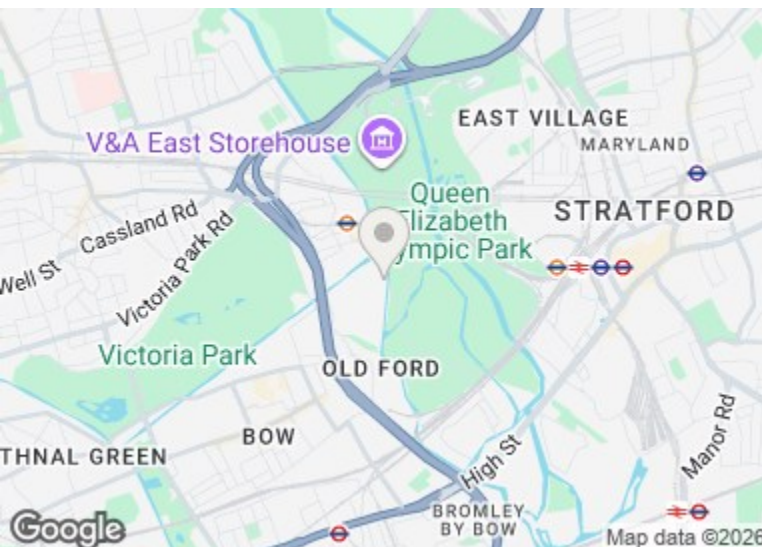 EAST VILLAGE
V&A East Storehouse
MARYLAND
Queen
Elizabeth
Olympic Park
STRATFORD
Cassland Rd
Victoria Park Rd
Well St
Victoria Park
OLD FORD
BOW
THNAL GREEN
High St
Manor Rd
BROMLEY
BY BOW
Google
Map data ©2026